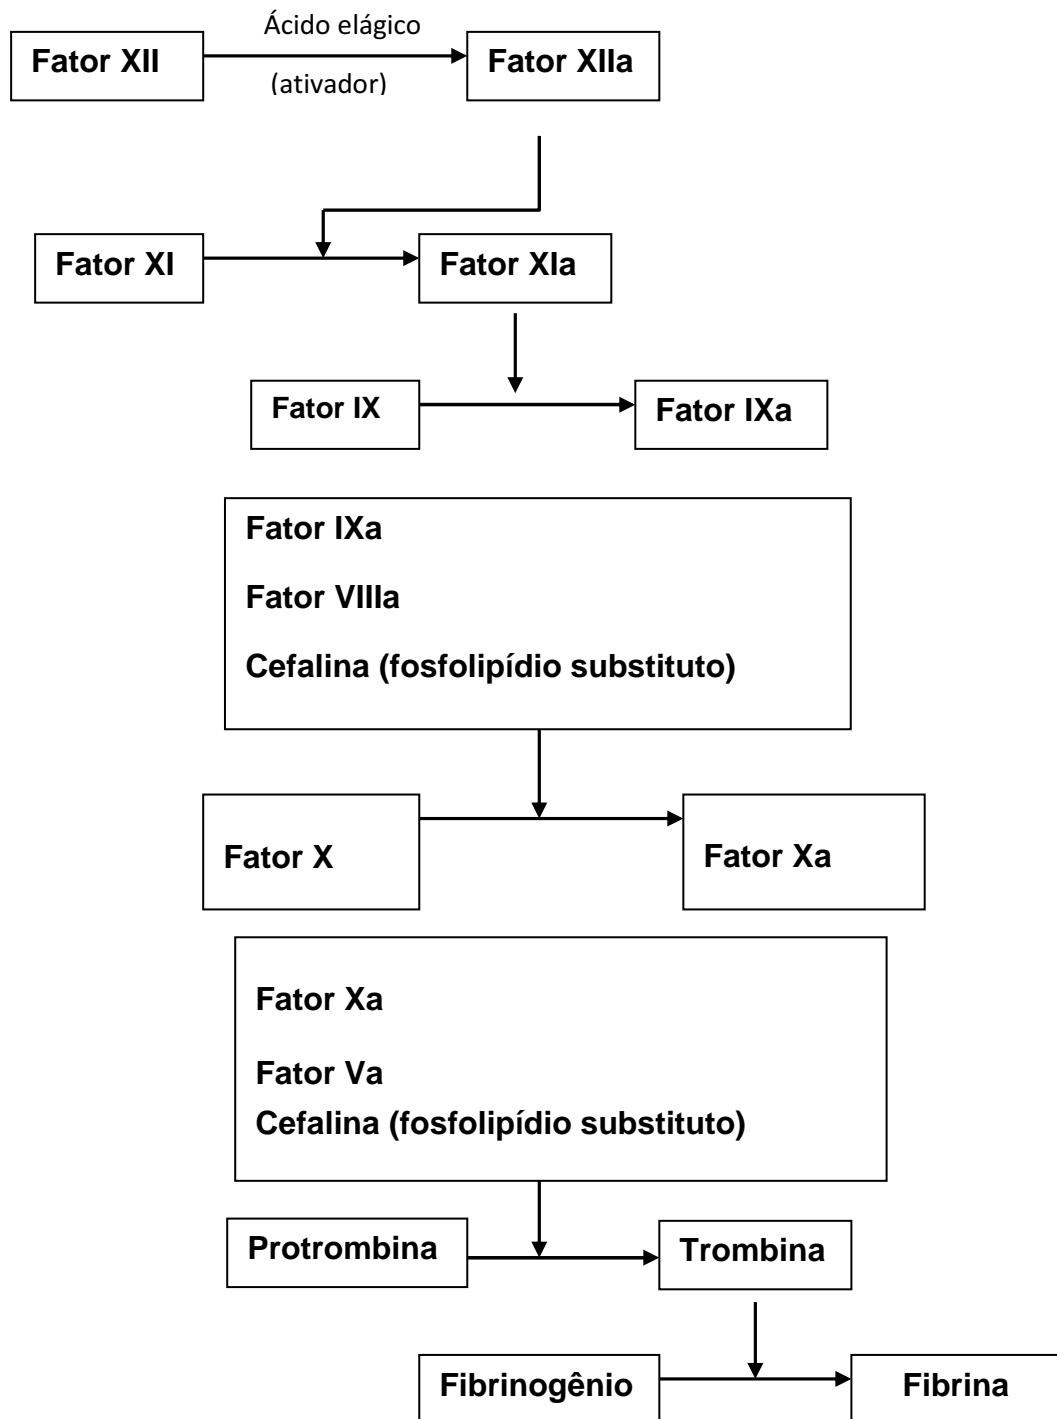 Ácido elágico
Fator XII
Fator XIIa
(ativador)
Fator XI
Fator XIa
Fator IX
Fator IXa
Fator IXa
Fator VIIIa
Cefalina (fosfolipídio substituto)
Fator X
Fator Xa
Fator Xa
Fator Va
Cefalina (fosfolipídio substituto)
Protrombina
Trombina
Fibrinogênio
Fibrina